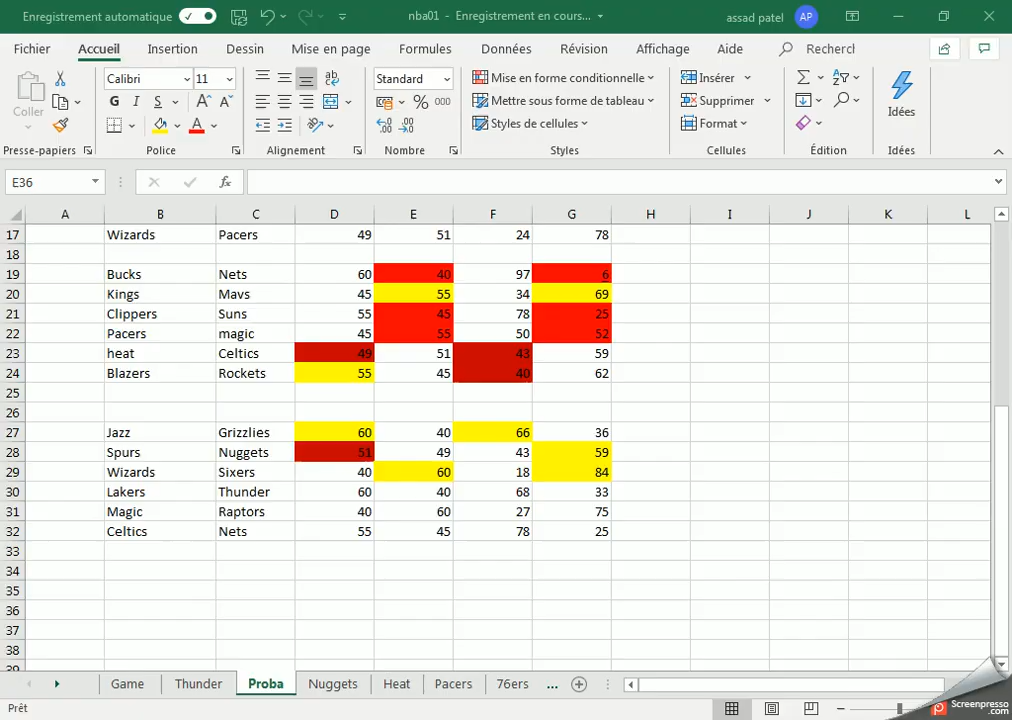 Enregistrement automatique nba01 - Enregistrement en cours... assad patel AP
Fichier Accueil Insertion Dessin Mise en page Formules Données Révision Affichage Aide Rechercl
Coller Calibri 11 Standard Mise en forme conditionnelle Insérer Idées
G I S A A ab % 000 Mettre sous forme de tableau Supprimer
A Styles de cellules Format
Presse-papiers Police Alignement Nombre Styles Cellules Édition Idées
E36 fx
A B C D E F G H I J K L
17 Wizards Pacers 49 51 24 78
18
19 Bucks Nets 60 40 97 6
20 Kings Mavs 45 55 34 69
21 Clippers Suns 55 45 78 25
22 Pacers magic 45 55 50 52
23 heat Celtics 49 51 43 59
24 Blazers Rockets 55 45 40 62
25
26
27 Jazz Grizzlies 60 40 66 36
28 Spurs Nuggets 51 49 43 59
29 Wizards Sixers 40 60 18 84
30 Lakers Thunder 60 40 68 33
31 Magic Raptors 40 60 27 75
32 Celtics Nets 55 45 78 25
33
34
35
36
37
38
39
Game Thunder Proba Nuggets Heat Pacers 76ers ...
Prêt
Screenpresso
.com